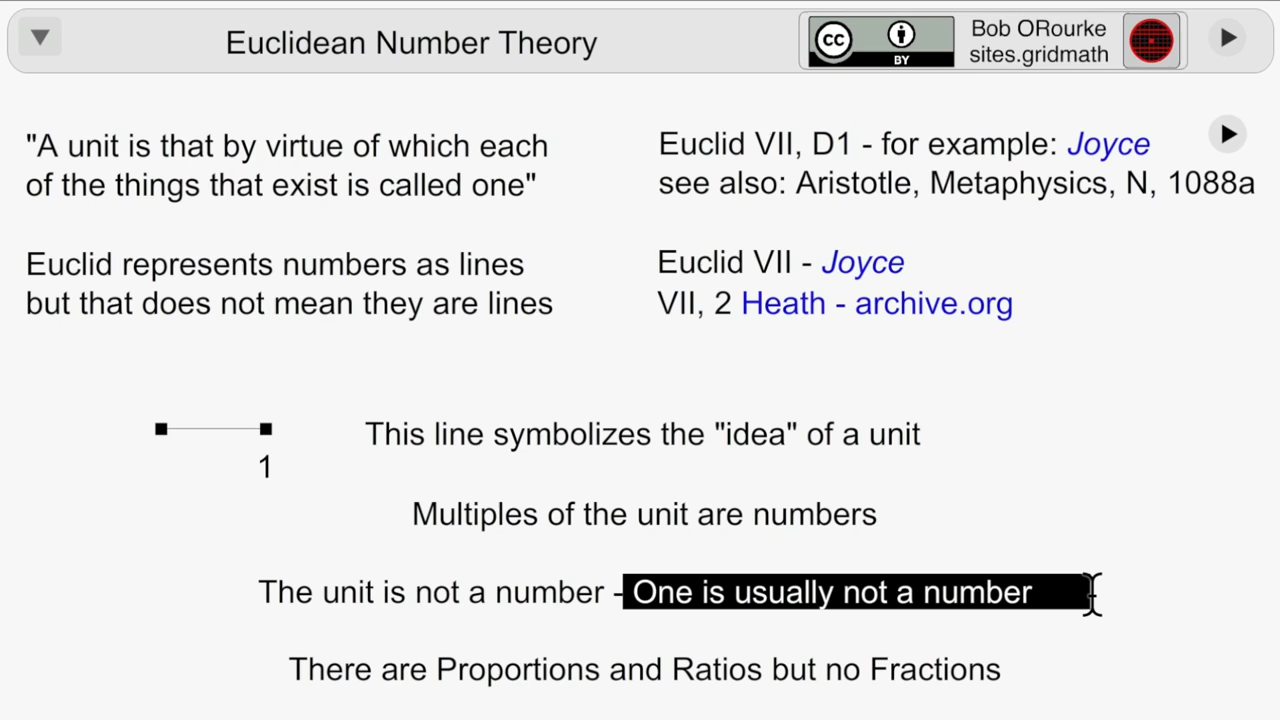 Euclidean Number Theory
CC
BY
Bob ORourke
sites.gridmath
"A unit is that by virtue of which each
of the things that exist is called one"
Euclid VII, D1 - for example: Joyce
see also: Aristotle, Metaphysics, N, 1088a
Euclid represents numbers as lines
but that does not mean they are lines
Euclid VII - Joyce
VII, 2 Heath - archive.org
1
This line symbolizes the "idea" of a unit
Multiples of the unit are numbers
The unit is not a number - One is usually not a number
There are Proportions and Ratios but no Fractions